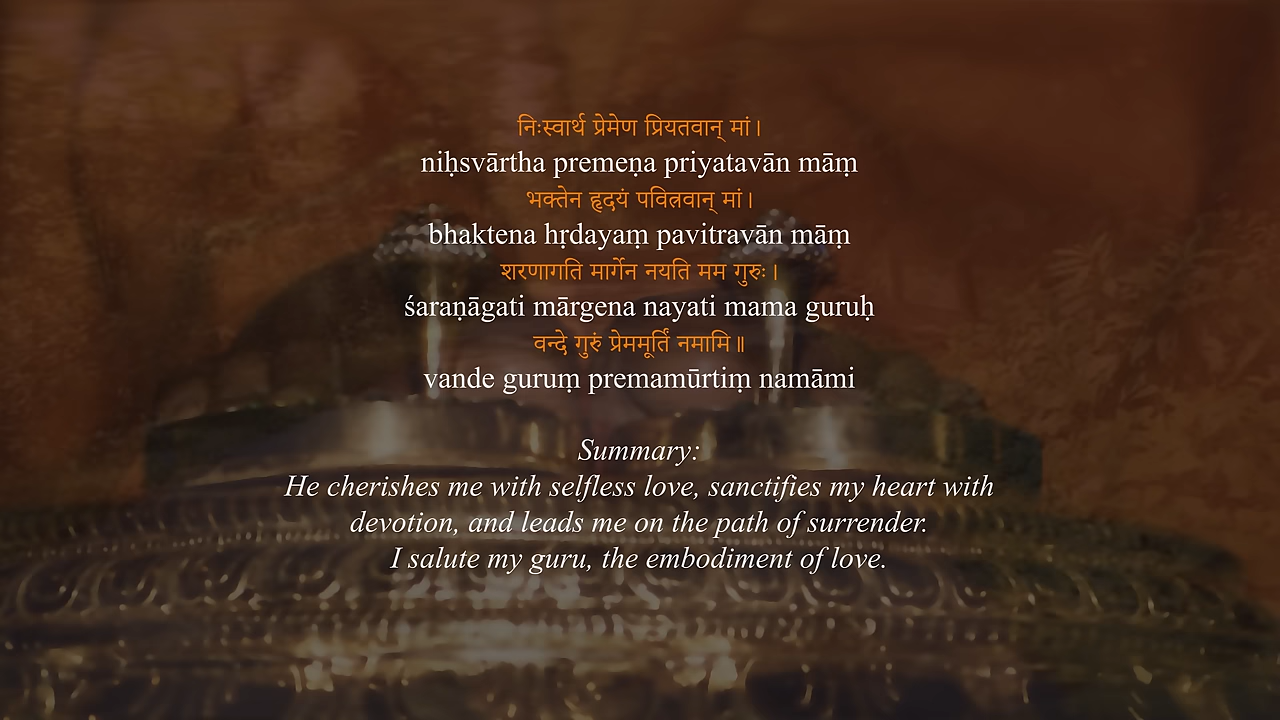 निःस्वार्थ प्रेमेण प्रियतवान् मां।
niḥsvārtha premeṇa priyatavān māṃ
भक्तेन हृदयं पवित्रवान् मां।
bhaktena hṛdayaṃ pavitravān māṃ
शरणागति मार्गेन नयति मम गुरुः।
śaraṇāgati mārgena nayati mama guruḥ
वन्दे गुरुं प्रेममूर्तिं नमामि॥
vande guruṃ premamūrtiṃ namāmi
Summary:
He cherishes me with selfless love, sanctifies my heart with
devotion, and leads me on the path of surrender.
I salute my guru, the embodiment of love.